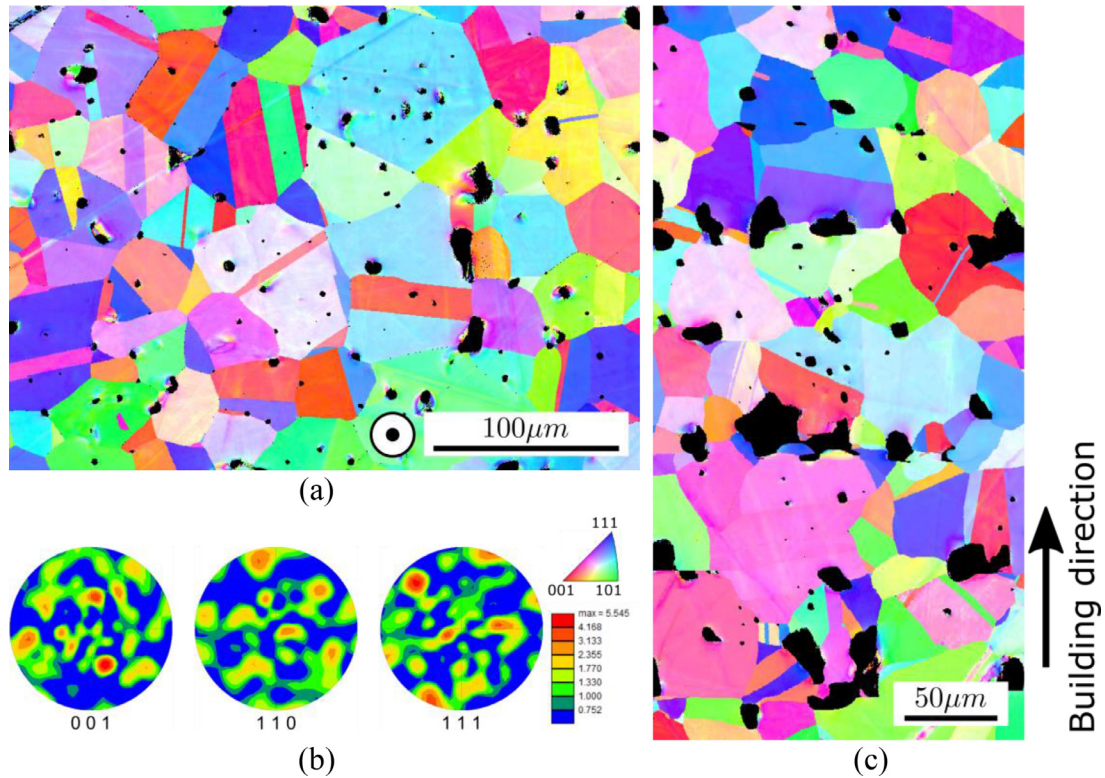 100μm
(a)
111
001 101
max = 5.545
4.168
3.133
2.355
1.770
1.330
1.000
0.752
0 0 1
1 1 0
1 1 1
(b)
50μm
(c)
Building direction